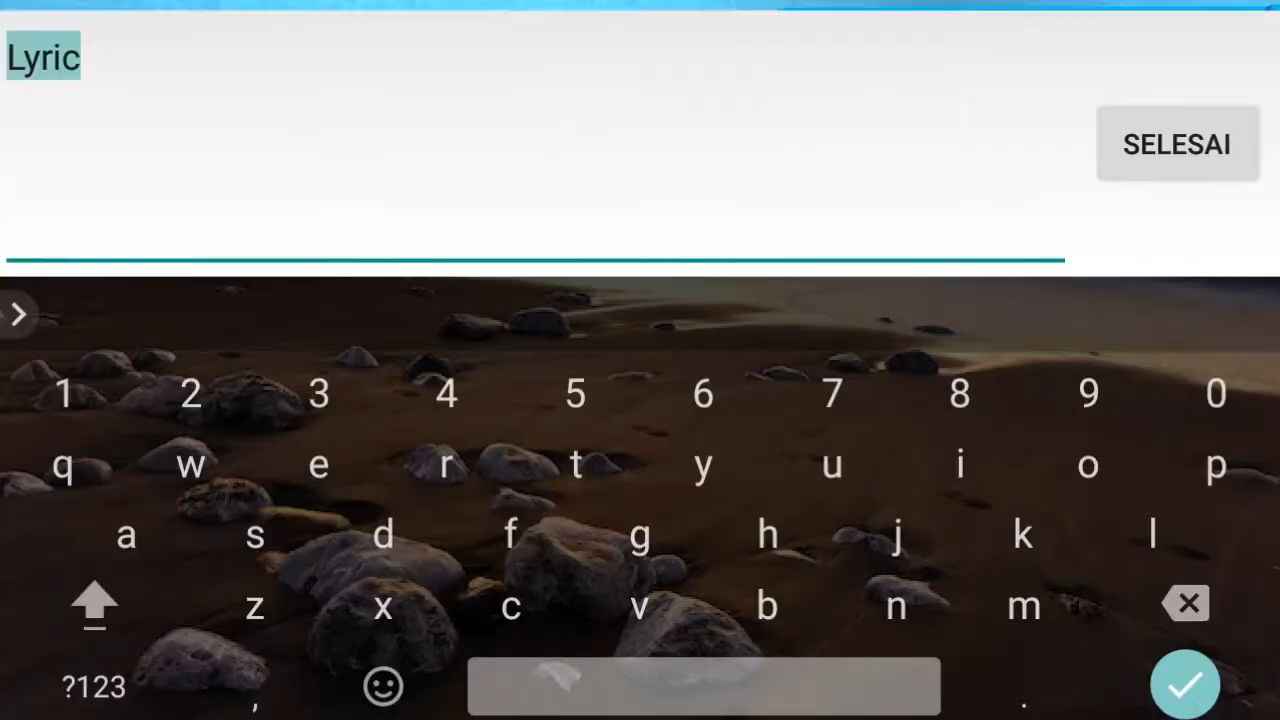 Lyric
SELESAI
1 2 3 4 5 6 7 8 9 0
q w e r t y u i o p
a s d f g h j k l
z x c v b n m
?123 , .